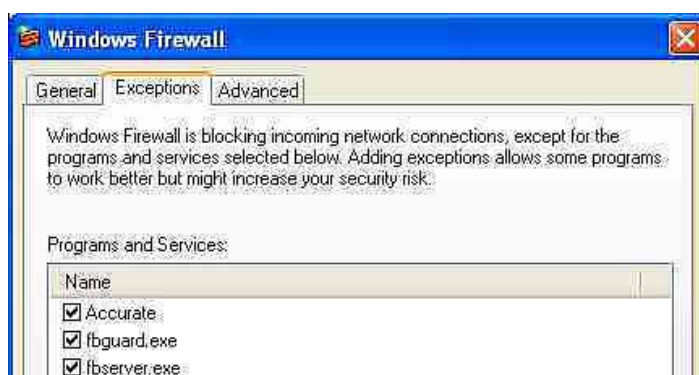 Windows Firewall
General Exceptions Advanced
Windows Firewall is blocking incoming network connections, except for the
programs and services selected below. Adding exceptions allows some programs
to work better but might increase your security risk.
Programs and Services:
Name
Accurate
fbguard.exe
fbserver.exe